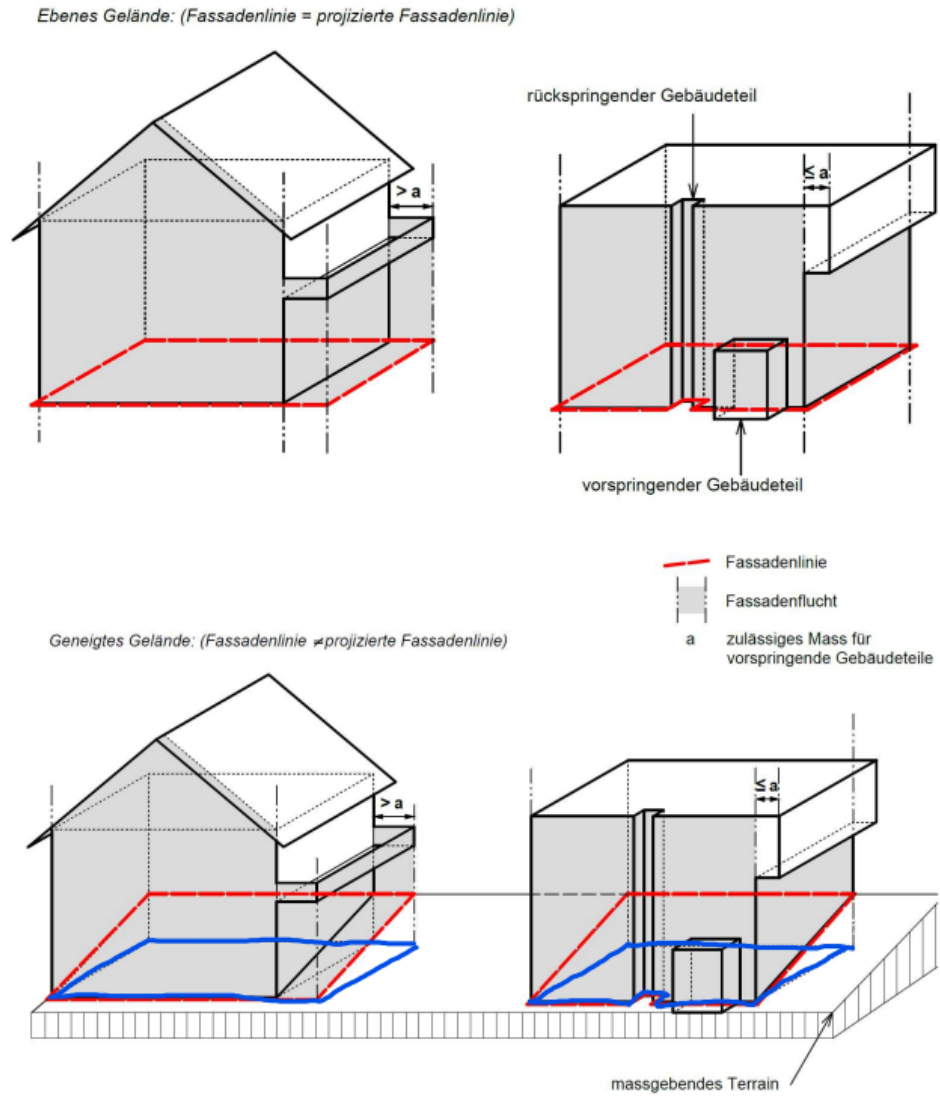 Ebenes Gelände: (Fassadenlinie = projizierte Fassadenlinie)
rückspringender Gebäudeteil
> a
≤ a
vorspringender Gebäudeteil
Fassadenlinie
Fassadenflucht
a zulässiges Mass für
vorspringende Gebäudeteile
Geneigtes Gelände: (Fassadenlinie ≠projizierte Fassadenlinie)
> a
≤ a
massgebendes Terrain